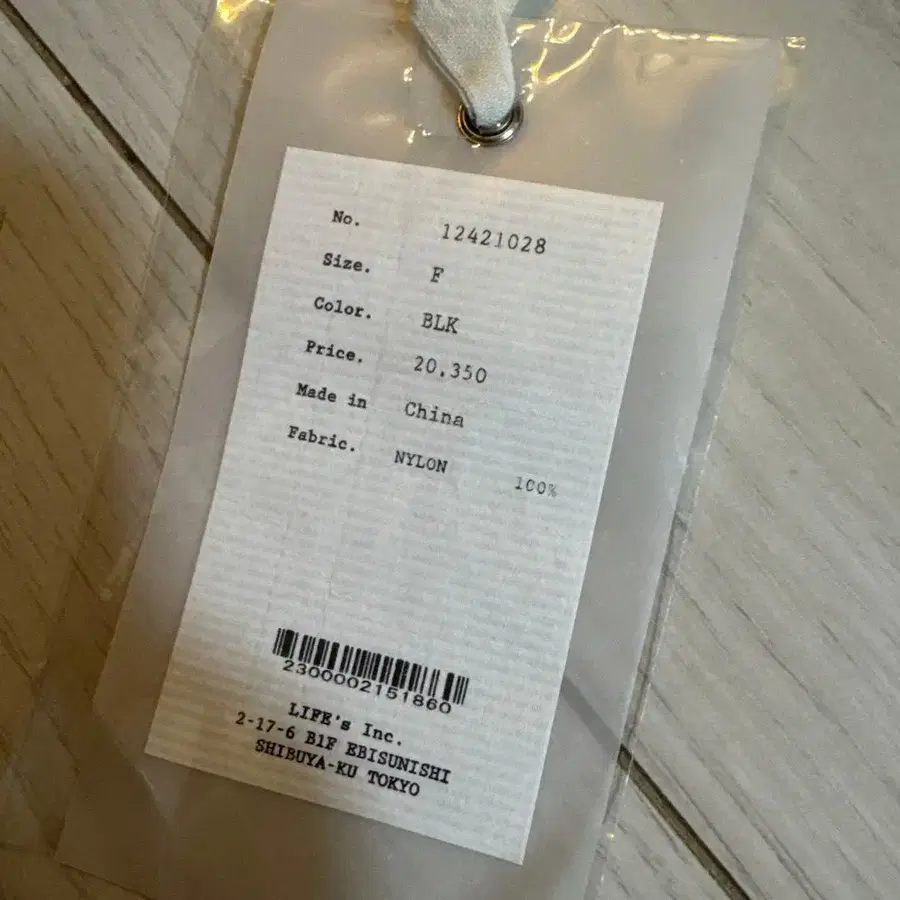 No. 12421028
Size. F
Color. BLK
Price. 20,350
Made in China
Fabric. NYLON 100%
2300002151860
LIFE's Inc.
2-17-6 B1F EBISUNISHI
SHIBUYA-KU TOKYO